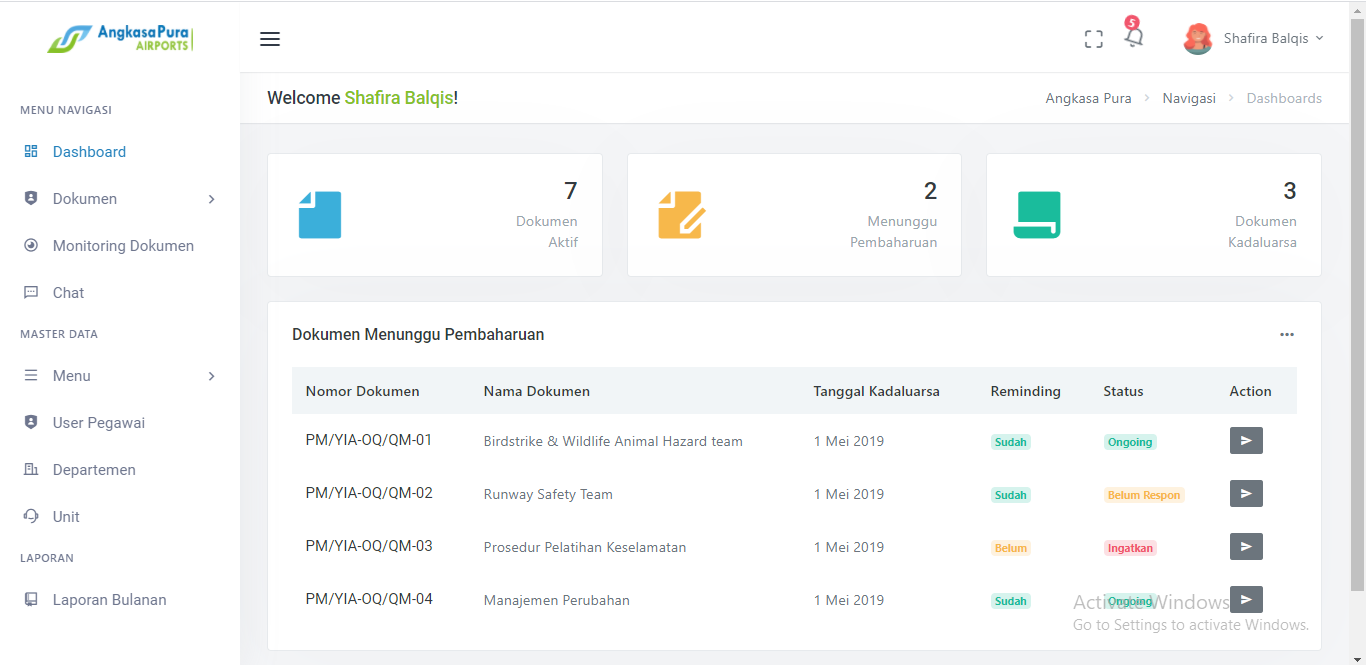 AngkasaPura
AIRPORTS
5
Shafira Balqis
Welcome Shafira Balqis!
Angkasa Pura > Navigasi > Dashboards
MENU NAVIGASI
Dashboard
Dokumen
Monitoring Dokumen
Chat
MASTER DATA
Menu
User Pegawai
Departemen
Unit
LAPORAN
Laporan Bulanan
7
Dokumen
Aktif
2
Menunggu
Pembaharuan
3
Dokumen
Kadaluarsa
Dokumen Menunggu Pembaharuan
Nomor Dokumen Nama Dokumen Tanggal Kadaluarsa Reminding Status Action
PM/YIA-OQ/QM-01 Birdstrike & Wildlife Animal Hazard team 1 Mei 2019 Sudah Ongoing
PM/YIA-OQ/QM-02 Runway Safety Team 1 Mei 2019 Sudah Belum Respon
PM/YIA-OQ/QM-03 Prosedur Pelatihan Keselamatan 1 Mei 2019 Belum Ingatkan
PM/YIA-OQ/QM-04 Manajemen Perubahan 1 Mei 2019 Sudah Ongoing
Activate Windows
Go to Settings to activate Windows.